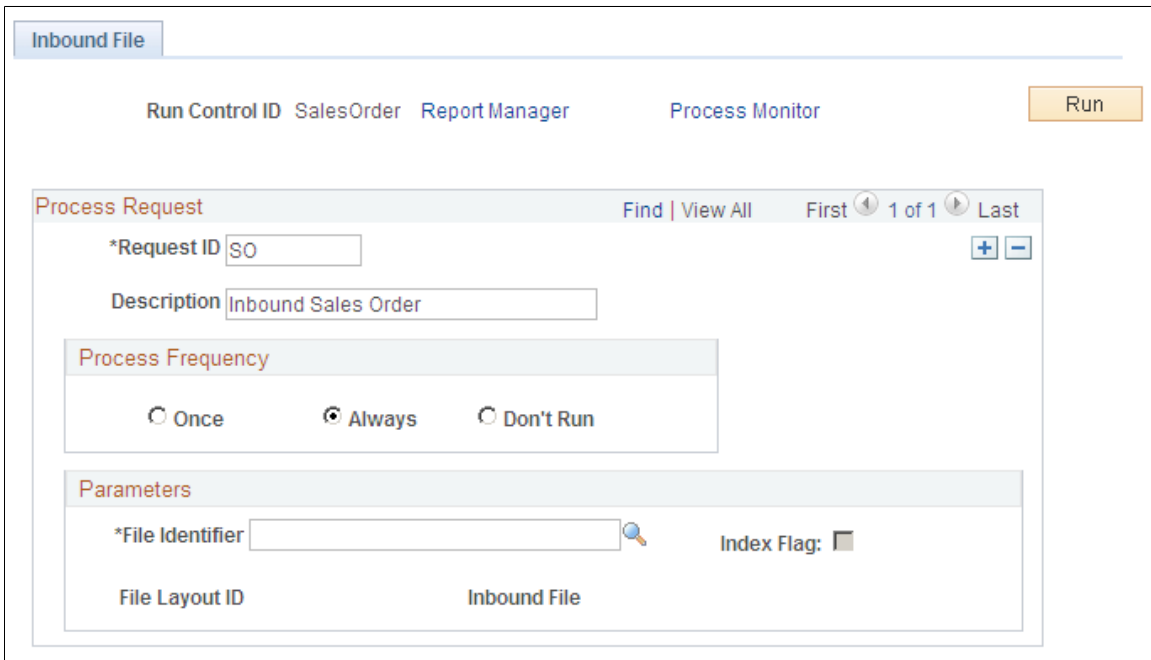 Inbound File
Run Control ID SalesOrder Report Manager Process Monitor Run
Process Request Find | View All First 1 of 1 Last
*Request ID SO
Description Inbound Sales Order
Process Frequency
Once Always Don't Run
Parameters
*File Identifier Index Flag:
File Layout ID Inbound File